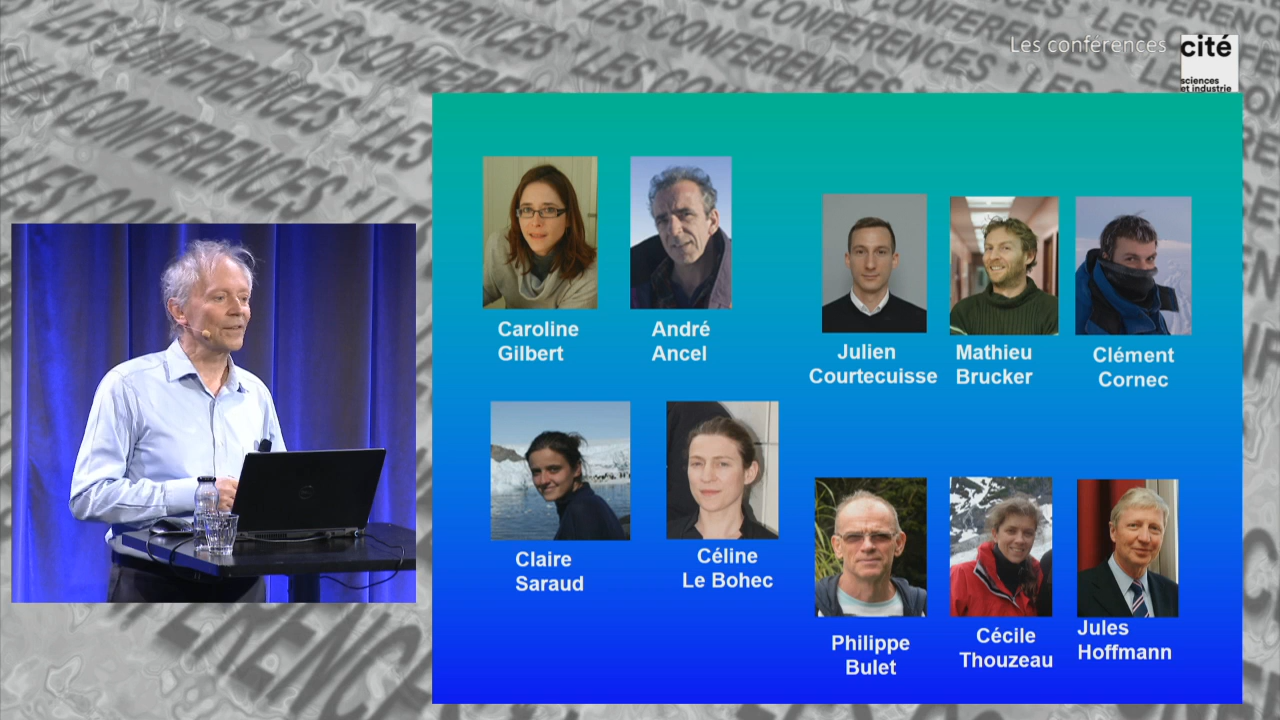 Les conférences
cité
sciences
et industrie
Caroline
Gilbert
André
Ancel
Julien
Courtecuisse
Mathieu
Brucker
Clément
Cornec
Claire
Saraud
Céline
Le Bohec
Philippe
Bulet
Cécile
Thouzeau
Jules
Hoffmann